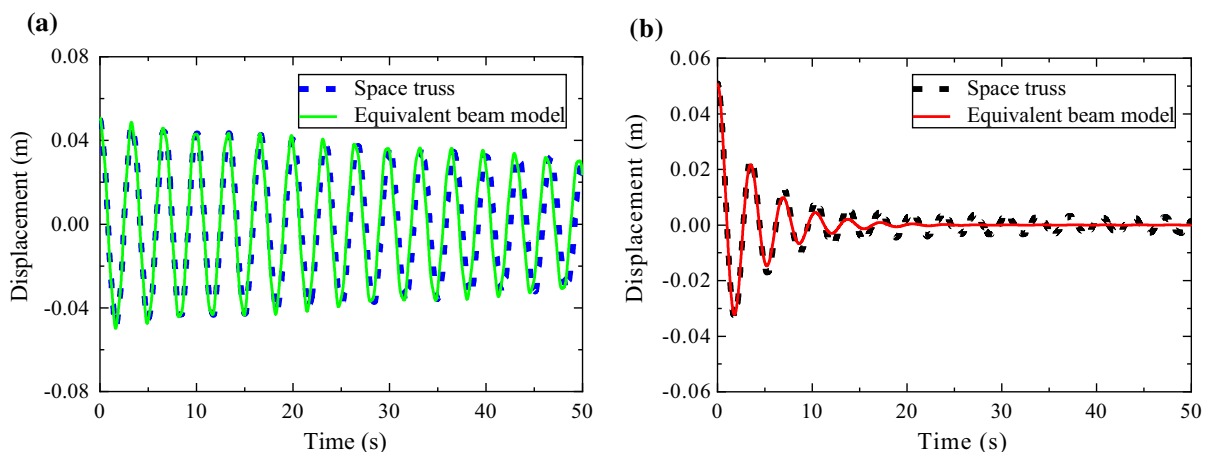 (a)
0.08
0.04
0.00
-0.04
-0.08
Displacement (m)
Space truss
Equivalent beam model
0 10 20 30 40 50
Time (s)
(b)
0.06
0.04
0.02
0.00
-0.02
-0.04
-0.06
Displacement (m)
Space truss
Equivalent beam model
0 10 20 30 40 50
Time (s)